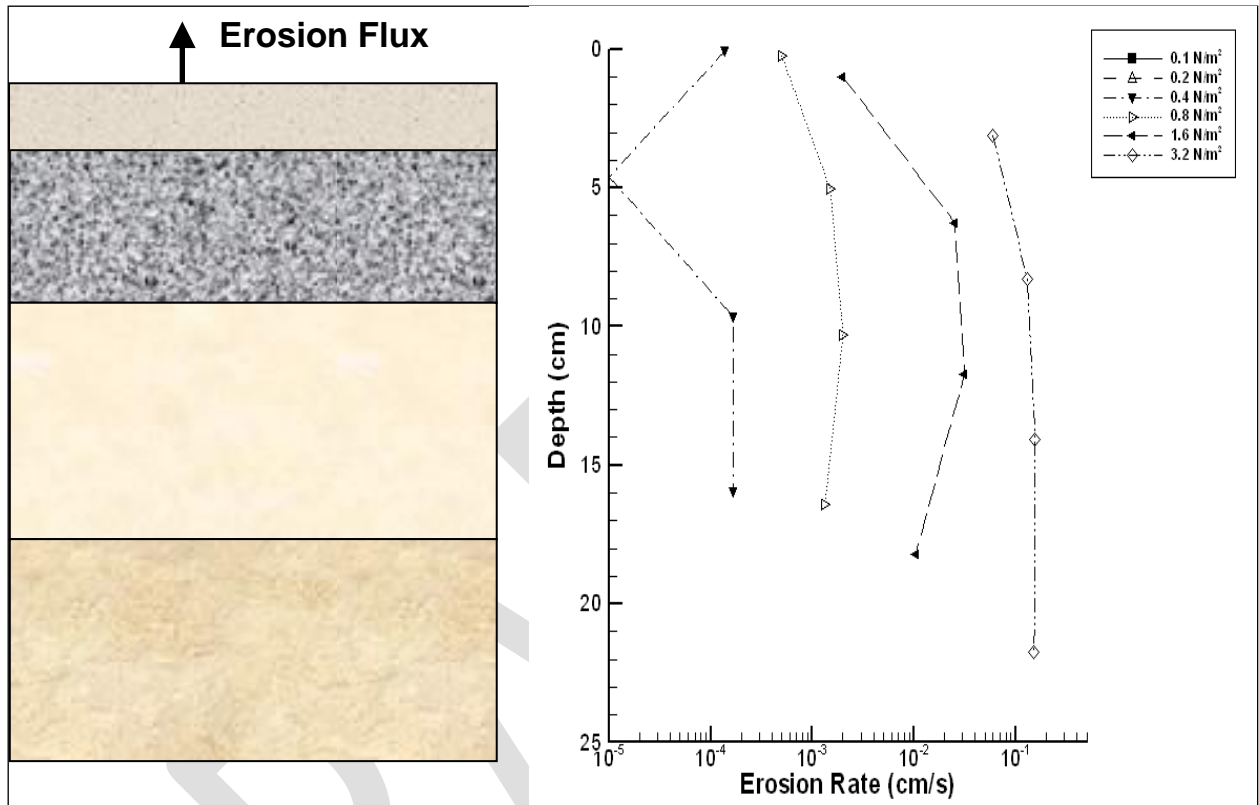 Erosion Flux
0
5
10
15
20
25
Depth (cm)
10⁻⁵ 10⁻⁴ 10⁻³ 10⁻² 10⁻¹
Erosion Rate (cm/s)
0.1 N/m²
0.2 N/m²
0.4 N/m²
0.8 N/m²
1.6 N/m²
3.2 N/m²